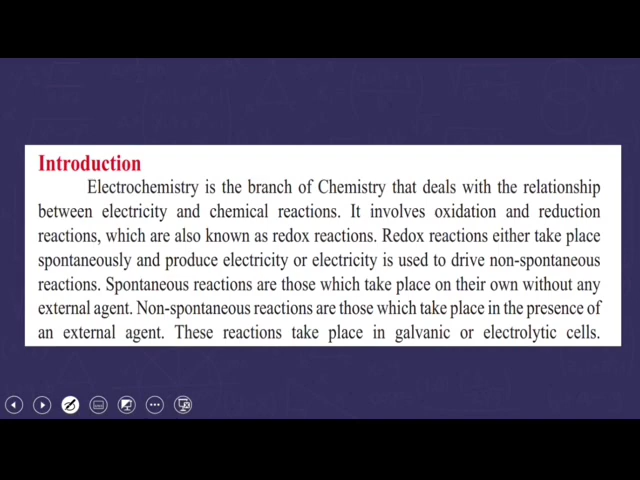 Introduction
Electrochemistry is the branch of Chemistry that deals with the relationship
between electricity and chemical reactions. It involves oxidation and reduction
reactions, which are also known as redox reactions. Redox reactions either take place
spontaneously and produce electricity or electricity is used to drive non-spontaneous
reactions. Spontaneous reactions are those which take place on their own without any
external agent. Non-spontaneous reactions are those which take place in the presence of
an external agent. These reactions take place in galvanic or electrolytic cells.